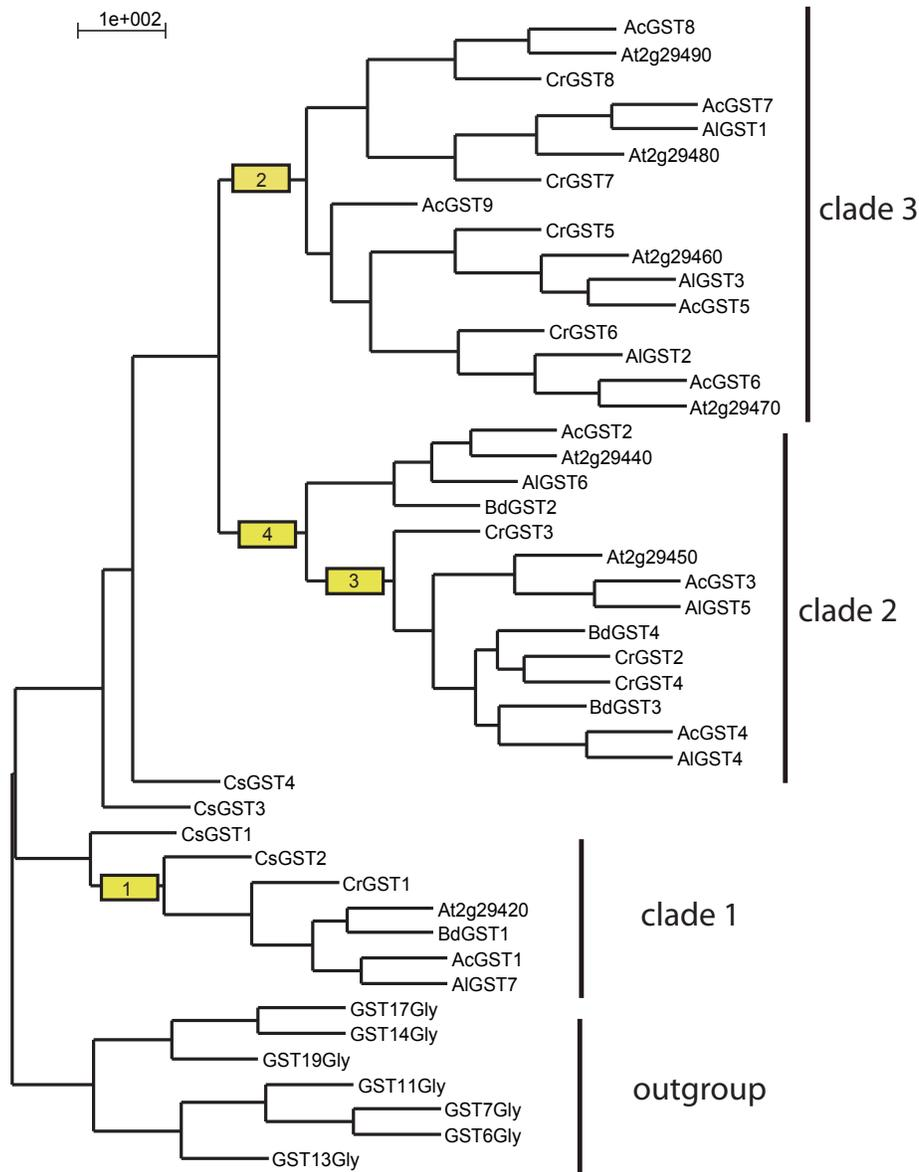 1e+002
AcGST8
At2g29490
CrGST8
AcGST7
AlGST1
At2g29480
2
CrGST7
clade 3
AcGST9
CrGST5
At2g29460
AlGST3
AcGST5
CrGST6
AlGST2
AcGST6
At2g29470
AcGST2
At2g29440
AlGST6
BdGST2
4
CrGST3
At2g29450
3
AcGST3
AlGST5
clade 2
BdGST4
CrGST2
CrGST4
BdGST3
AcGST4
AlGST4
CsGST4
CsGST3
CsGST1
CsGST2
1
CrGST1
At2g29420
clade 1
BdGST1
AcGST1
AlGST7
GST17Gly
GST14Gly
GST19Gly
GST11Gly
outgroup
GST7Gly
GST6Gly
GST13Gly